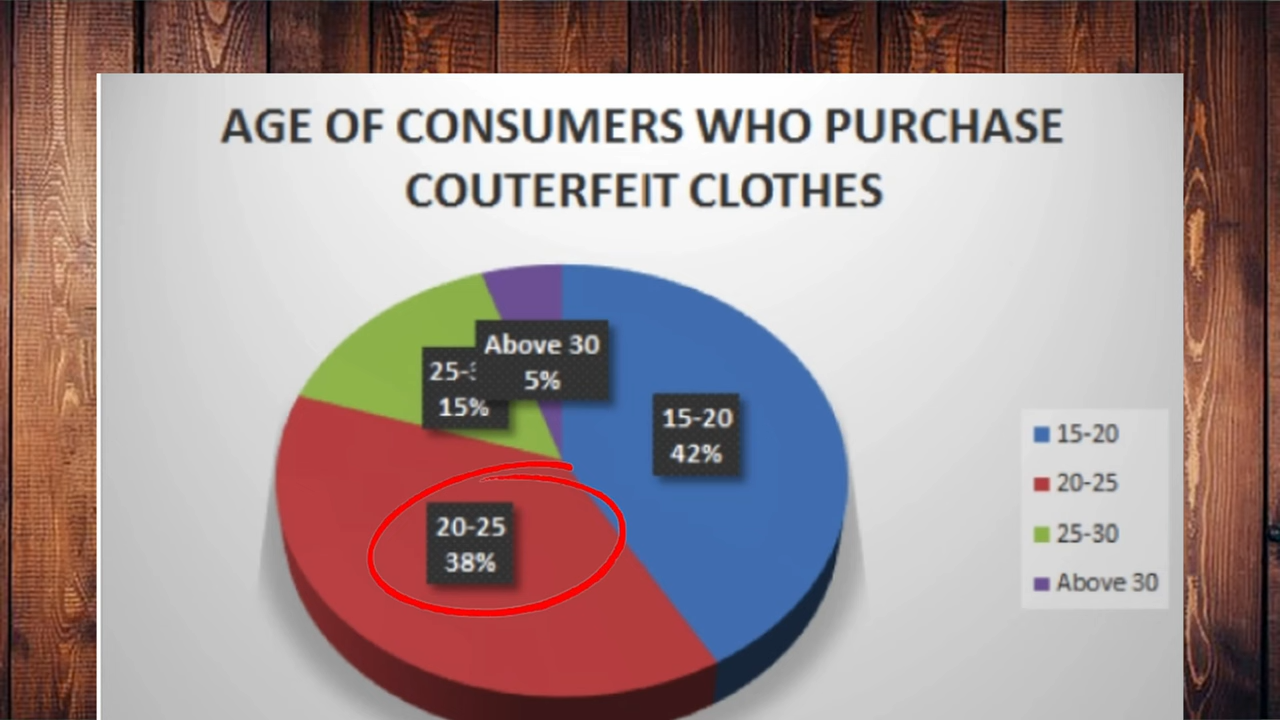 AGE OF CONSUMERS WHO PURCHASE
COUTERFEIT CLOTHES
Above 30
5%
15%
15-20
42%
20-25
38%
15-20
20-25
25-30
Above 30